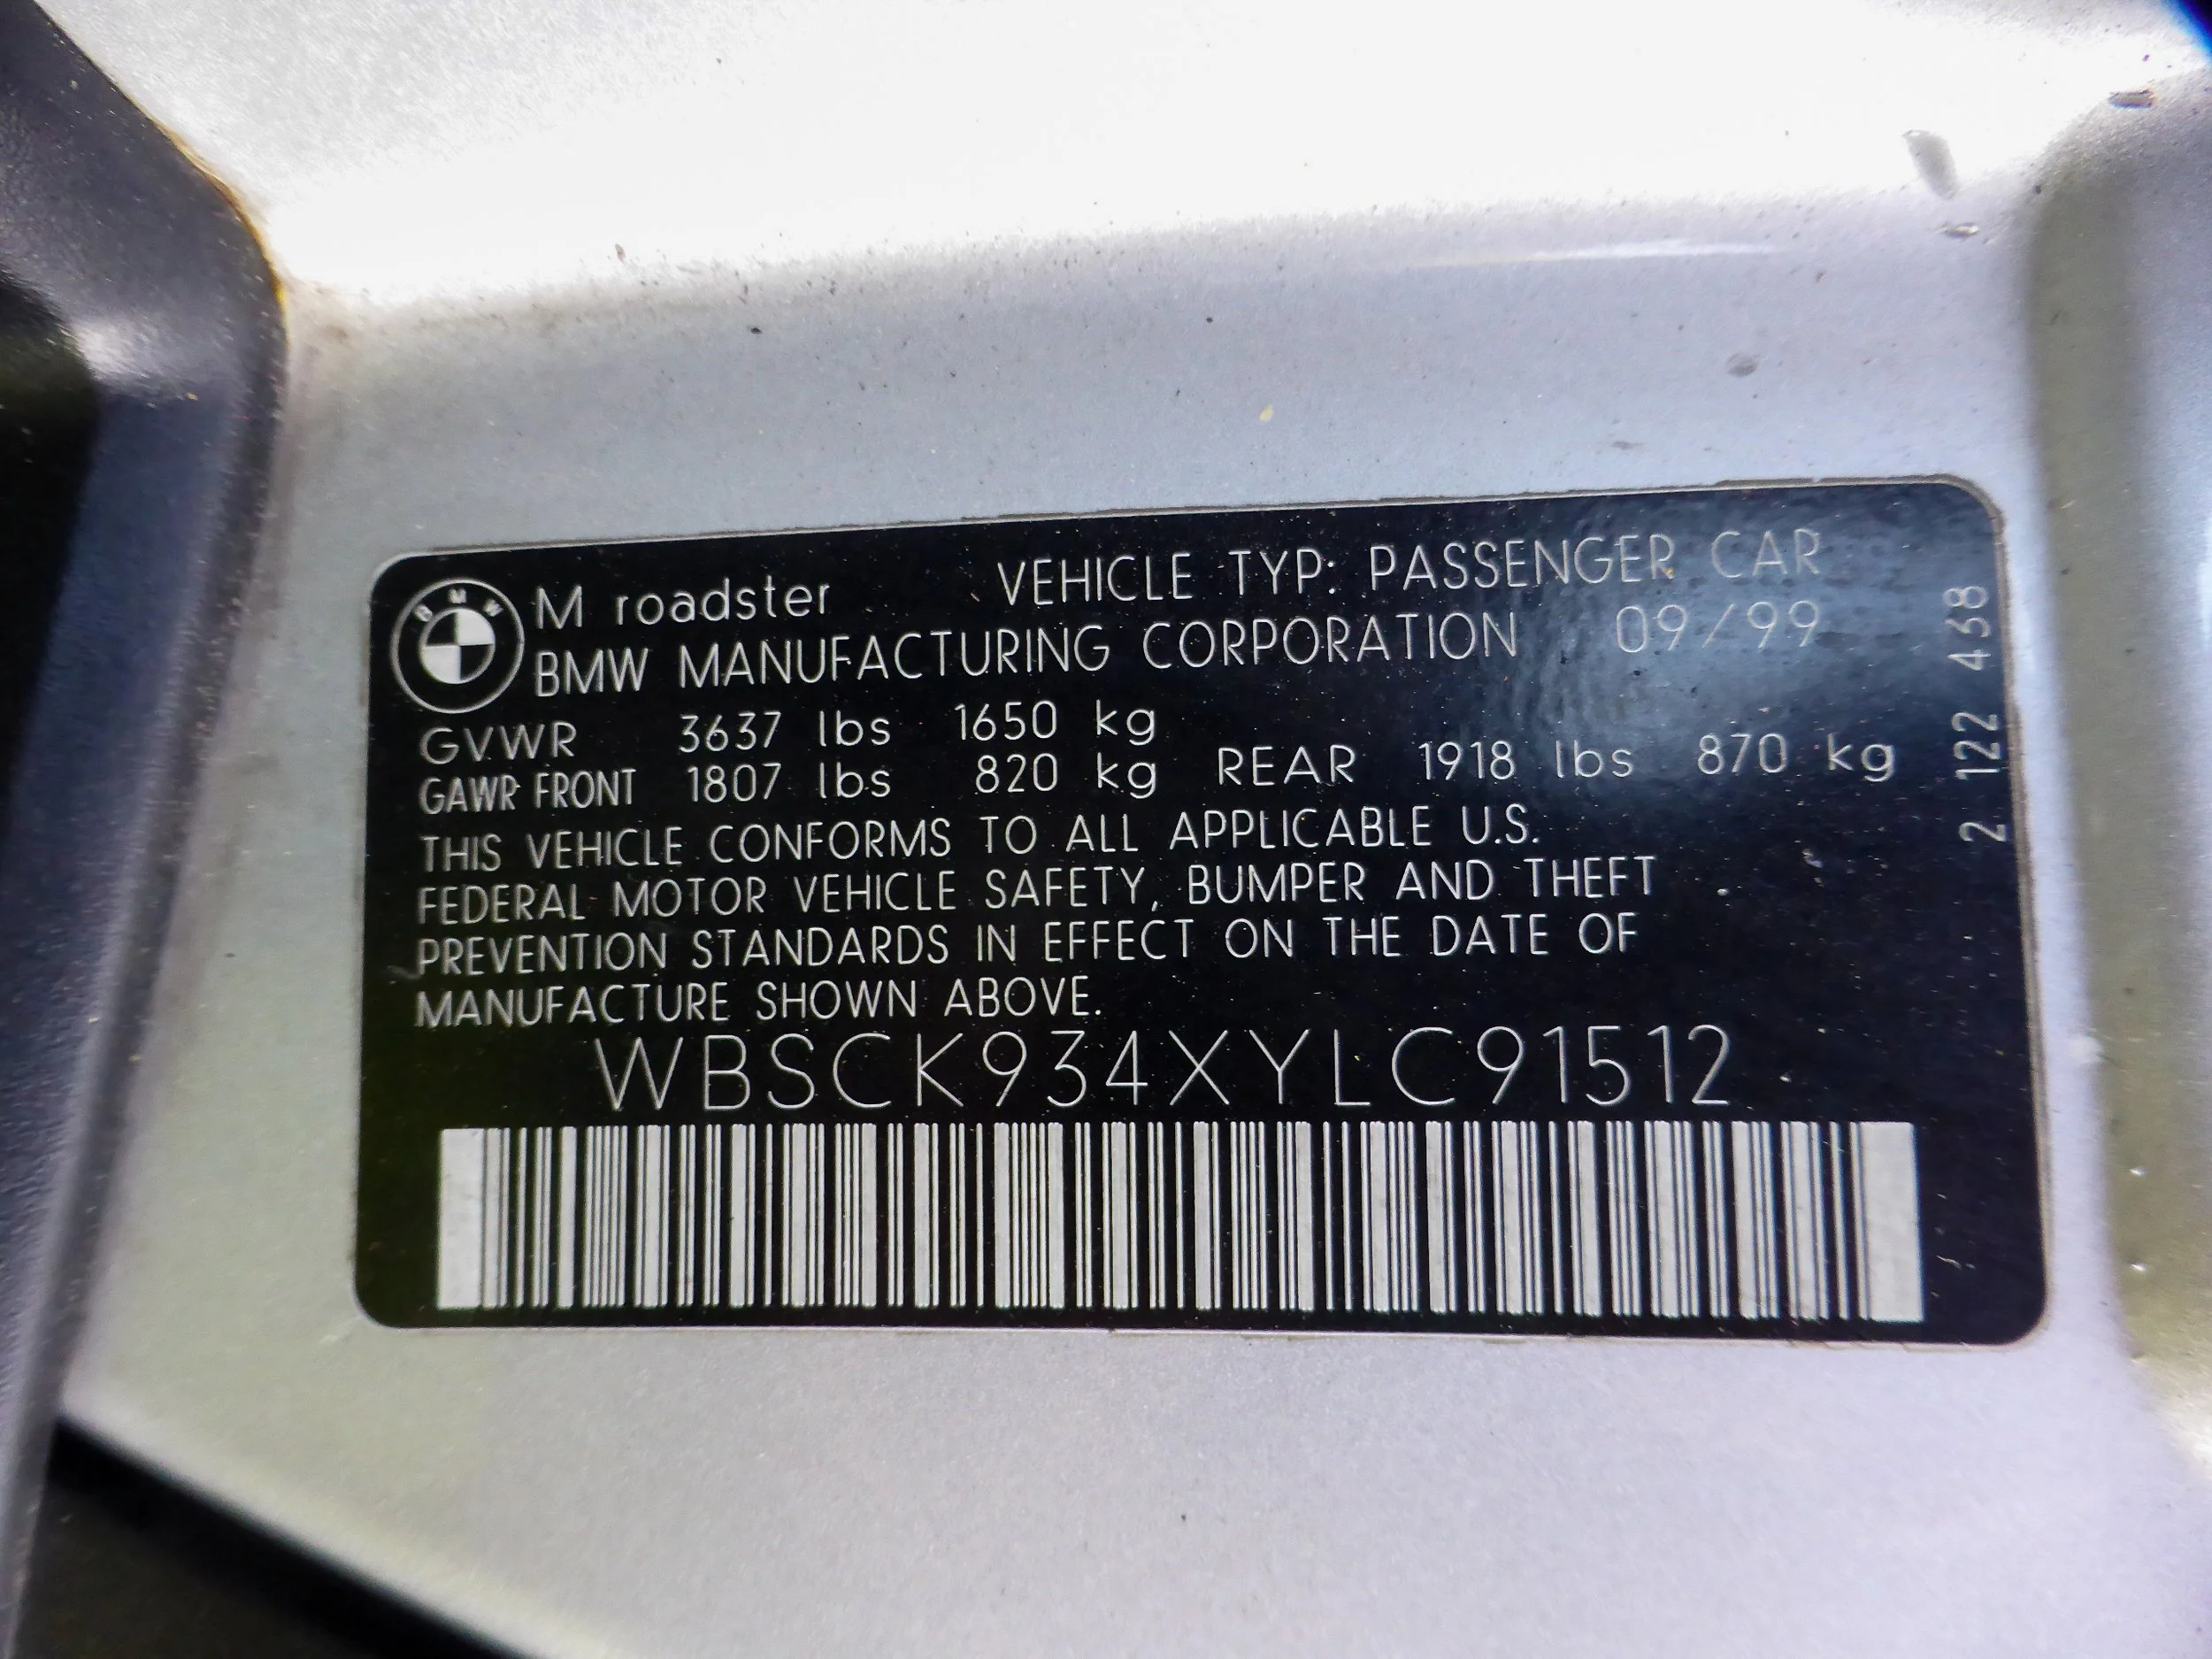 BMW
M roadster VEHICLE TYP: PASSENGER CAR
BMW MANUFACTURING CORPORATION 09/99
GVWR 3637 lbs 1650 kg
GAWR FRONT 1807 lbs 820 kg REAR 1918 lbs 870 kg
THIS VEHICLE CONFORMS TO ALL APPLICABLE U.S.
FEDERAL MOTOR VEHICLE SAFETY, BUMPER AND THEFT
PREVENTION STANDARDS IN EFFECT ON THE DATE OF
MANUFACTURE SHOWN ABOVE.
WBSCK934XYLC91512
2 122 438